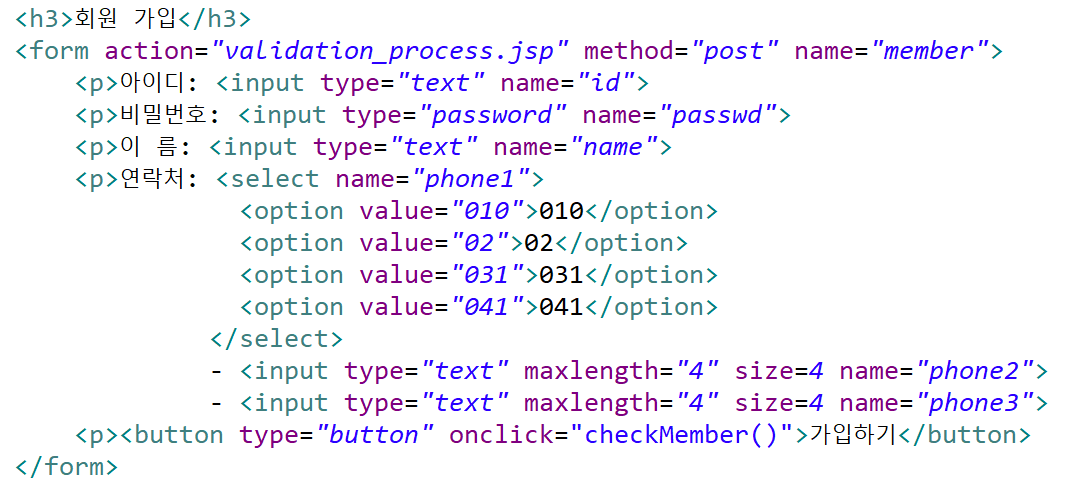 <h3>회원 가입</h3>
<form action="validation_process.jsp" method="post" name="member">
    <p>아이디: <input type="text" name="id">
    <p>비밀번호: <input type="password" name="passwd">
    <p>이 름: <input type="text" name="name">
    <p>연락처: <select name="phone1">
               <option value="010">010</option>
               <option value="02">02</option>
               <option value="031">031</option>
               <option value="041">041</option>
             </select>
             - <input type="text" maxlength="4" size=4 name="phone2">
             - <input type="text" maxlength="4" size=4 name="phone3">
    <p><button type="button" onclick="checkMember()">가입하기</button>
</form>